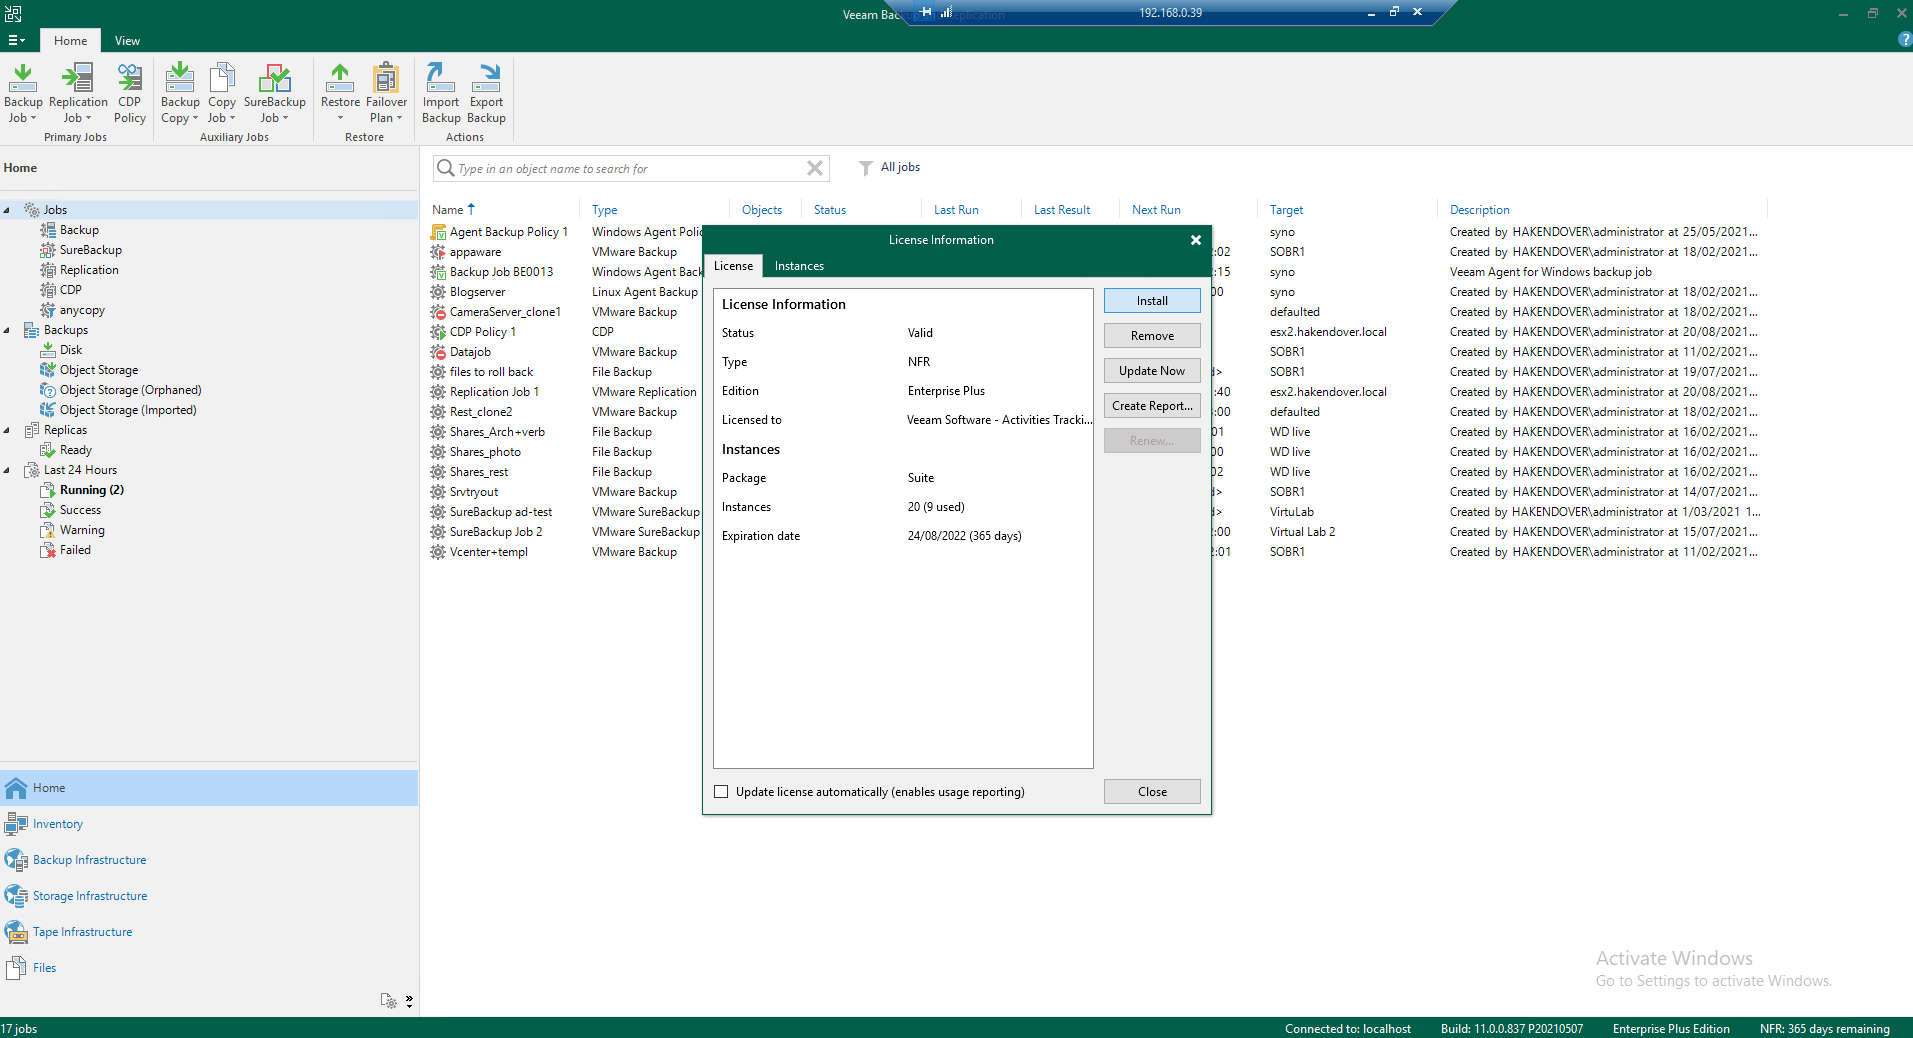 Veeam Backup and Replication
192.168.0.39
Home
View
Backup Job
Replication Job
CDP Policy
Primary Jobs
Backup Copy
Copy Job
SureBackup Job
Auxiliary Jobs
Restore
Failover Plan
Restore
Import Backup
Export Backup
Actions
Home
Jobs
Backup
SureBackup
Replication
CDP
anycopy
Backups
Disk
Object Storage
Object Storage (Orphaned)
Object Storage (Imported)
Replicas
Ready
Last 24 Hours
Running (2)
Success
Warning
Failed
Home
Inventory
Backup Infrastructure
Storage Infrastructure
Tape Infrastructure
Files
Type in an object name to search for
All jobs
Name Type Objects Status Last Run Last Result Next Run Target Description
Agent Backup Policy 1 Windows Agent Polic syno Created by HAKENDOVER\administrator at 25/05/2021...
appaware VMware Backup :02 SOBR1 Created by HAKENDOVER\administrator at 18/02/2021...
Backup Job BE0013 Windows Agent Back :15 syno Veeam Agent for Windows backup job
Blogserver Linux Agent Backup 00 syno Created by HAKENDOVER\administrator at 18/02/2021...
CameraServer_clone1 VMware Backup defaulted Created by HAKENDOVER\administrator at 18/02/2021...
CDP Policy 1 CDP esx2.hakendover.local Created by HAKENDOVER\administrator at 20/08/2021...
Datajob VMware Backup SOBR1 Created by HAKENDOVER\administrator at 11/02/2021...
files to roll back File Backup d> SOBR1 Created by HAKENDOVER\administrator at 19/07/2021...
Replication Job 1 VMware Replication :40 esx2.hakendover.local Created by HAKENDOVER\administrator at 20/08/2021...
Rest_clone2 VMware Backup :00 defaulted Created by HAKENDOVER\administrator at 18/02/2021...
Shares_Arch+verb File Backup 01 WD live Created by HAKENDOVER\administrator at 16/02/2021...
Shares_photo File Backup 00 WD live Created by HAKENDOVER\administrator at 16/02/2021...
Shares_rest File Backup 02 WD live Created by HAKENDOVER\administrator at 16/02/2021...
Srvtryout VMware Backup d> SOBR1 Created by HAKENDOVER\administrator at 14/07/2021...
SureBackup ad-test VMware SureBackup d> VirtuLab Created by HAKENDOVER\administrator at 1/03/2021 1...
SureBackup Job 2 VMware SureBackup :00 Virtual Lab 2 Created by HAKENDOVER\administrator at 15/07/2021...
Vcenter+templ VMware Backup 2:01 SOBR1 Created by HAKENDOVER\administrator at 11/02/2021...
License Information
License
Instances
License Information
Status Valid
Type NFR
Edition Enterprise Plus
Licensed to Veeam Software - Activities Tracki...
Instances
Package Suite
Instances 20 (9 used)
Expiration date 24/08/2022 (365 days)
Install
Remove
Update Now
Create Report...
Renew...
Update license automatically (enables usage reporting)
Close
Activate Windows
Go to Settings to activate Windows.
17 jobs
Connected to: localhost
Build: 11.0.0.837 P20210507
Enterprise Plus Edition
NFR: 365 days remaining